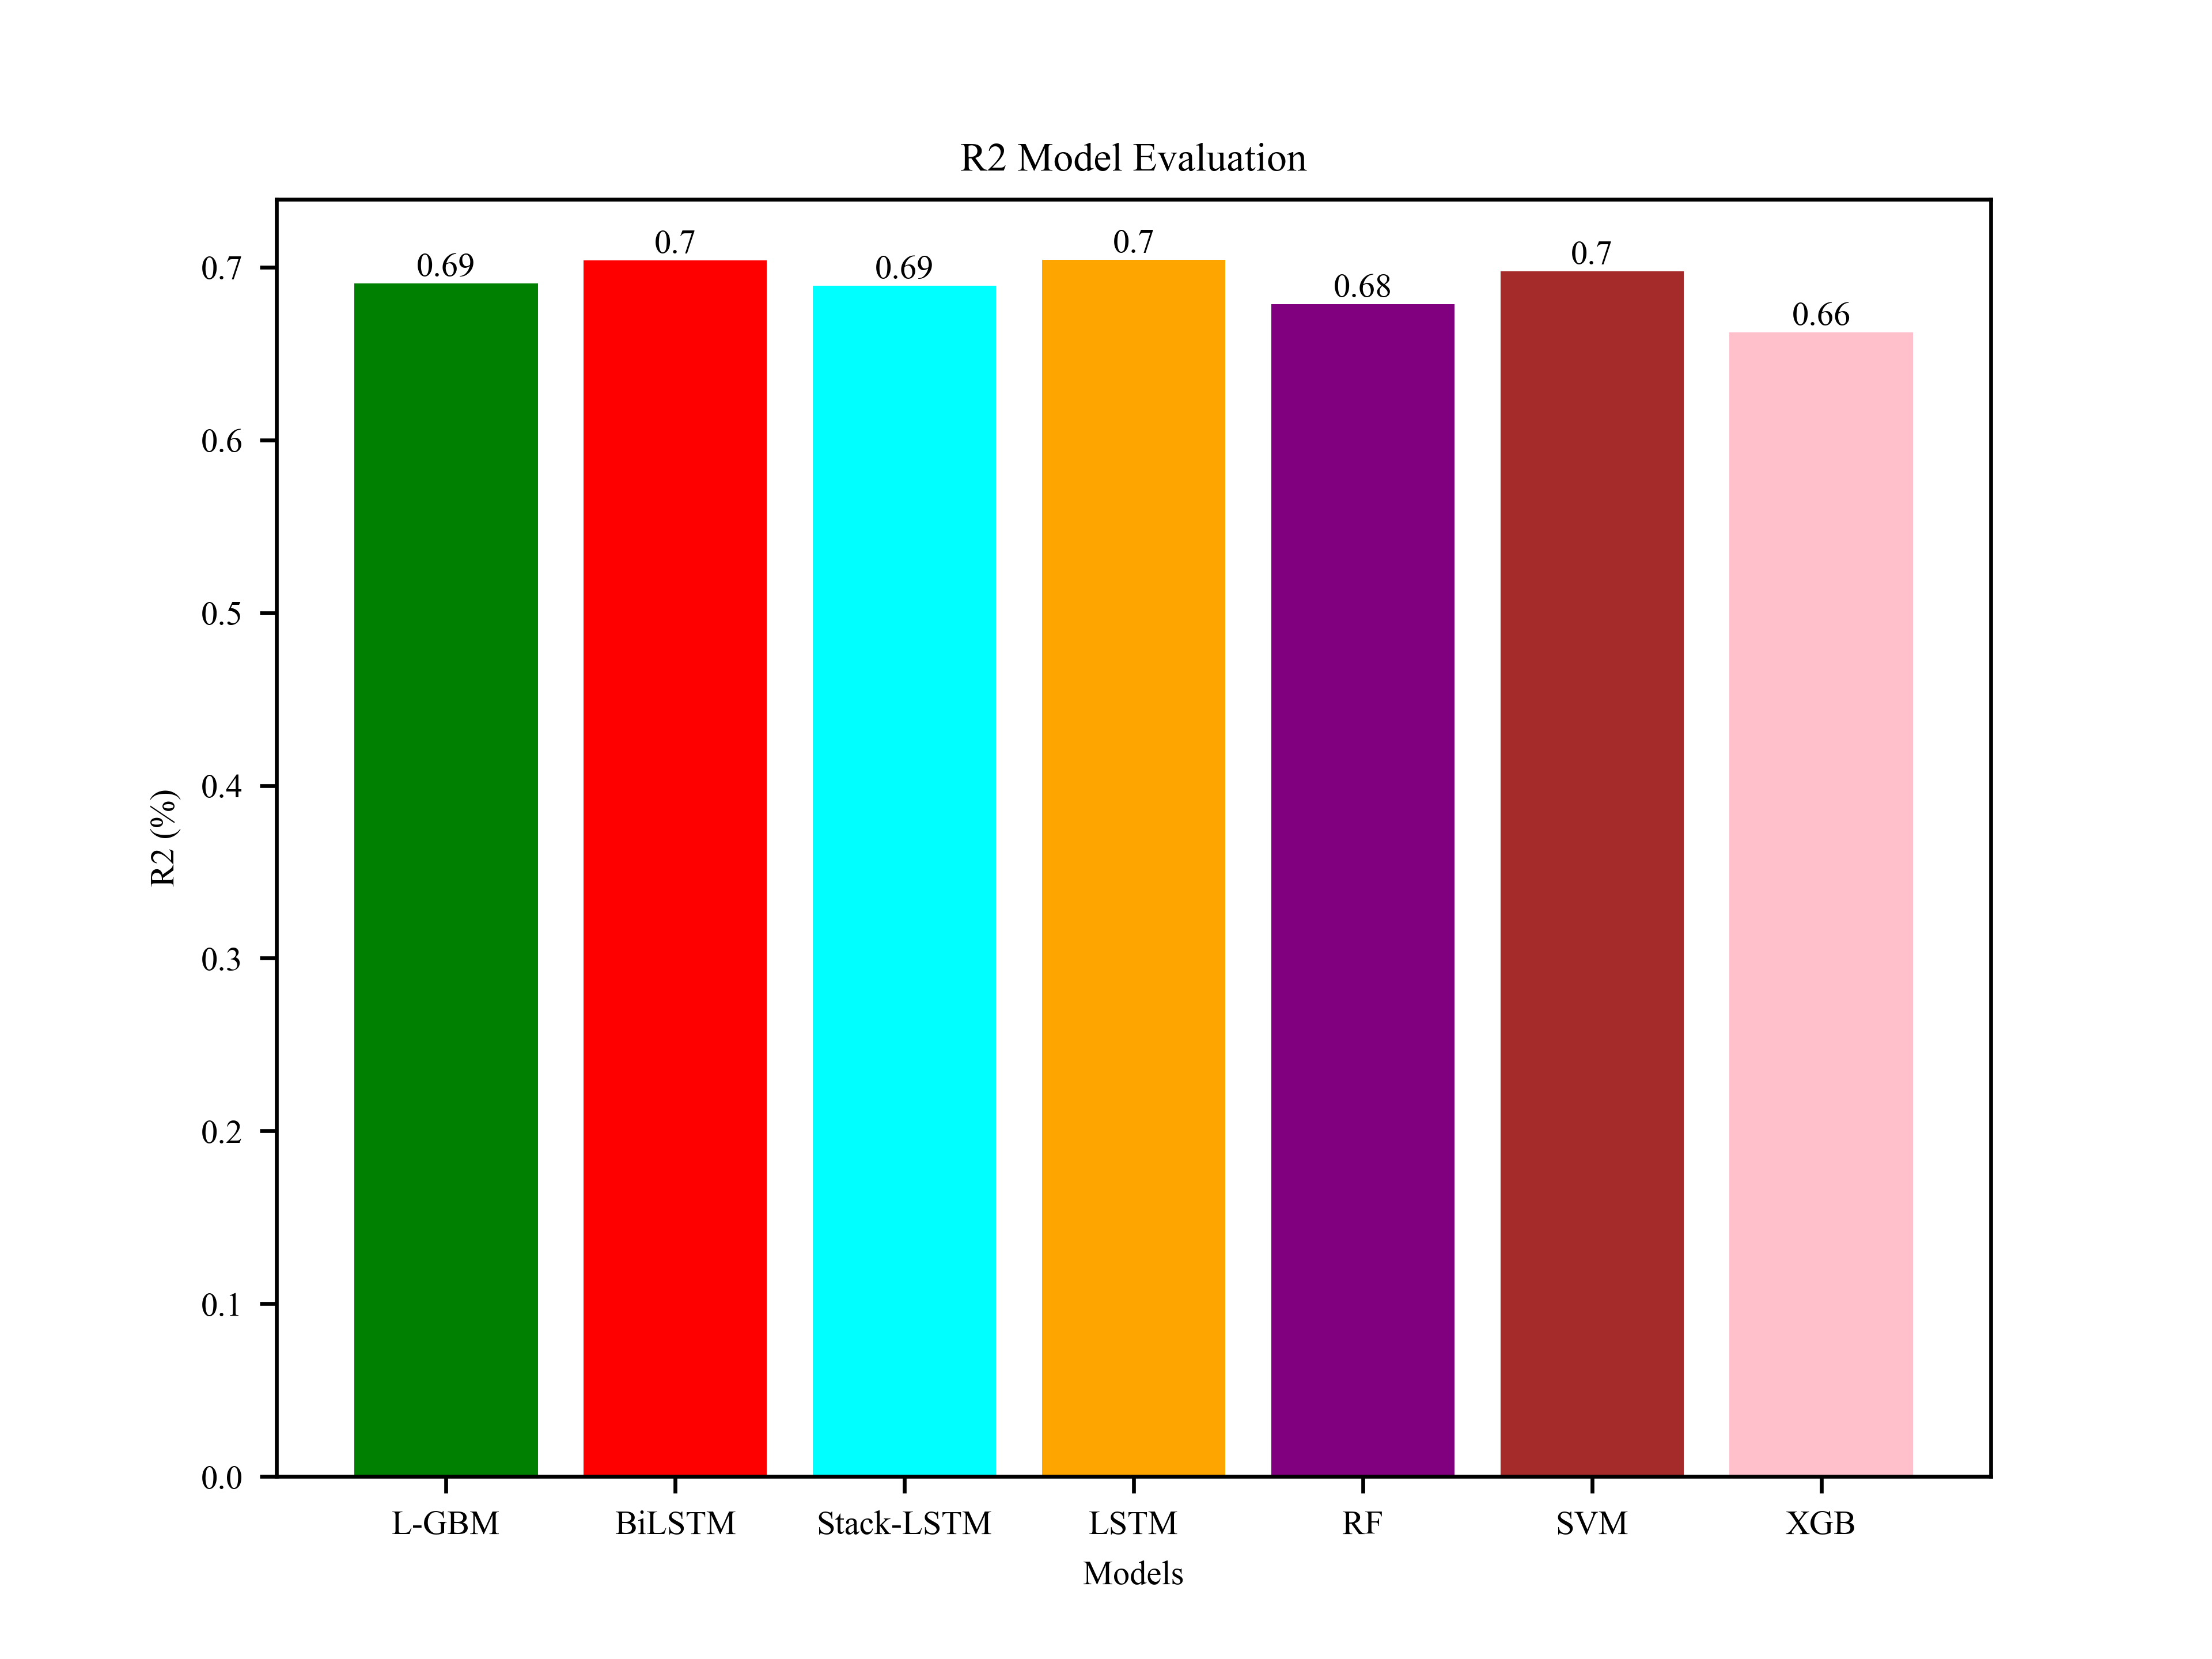 R2 Model Evaluation
0.69
0.7
0.69
0.7
0.68
0.7
0.66
0.7
0.6
0.5
0.4
0.3
0.2
0.1
0.0
R2 (%)
L-GBM
BiLSTM
Stack-LSTM
LSTM
RF
SVM
XGB
Models